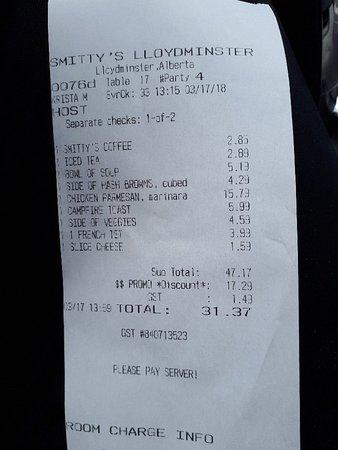 SMITTY'S LLOYDMINSTER
Lloydminster,Alberta
0076d Table 17 #Party 4
KRISTA M SvrCk: 33 13:15 03/17/18
HOST
Separate checks: 1-of-2
1 SMITTY'S COFFEE 2.85
1 ICED TEA 2.89
1 BOWL OF SOUP 5.19
1 SIDE OF HASH BROWNS, cubed 4.29
1 CHICKEN PARMESAN, marinara 15.79
1 CAMPFIRE TOAST 5.99
1 SIDE OF VEGGIES 4.59
1 1 FRENCH TST 3.99
1 SLICE CHEESE 1.59
Sub Total: 47.17
$$ PROMO *Discount*: 17.29
GST : 1.49
03/17 13:59 TOTAL: 31.37
GST #840713523
PLEASE PAY SERVER!
ROOM CHARGE INFO